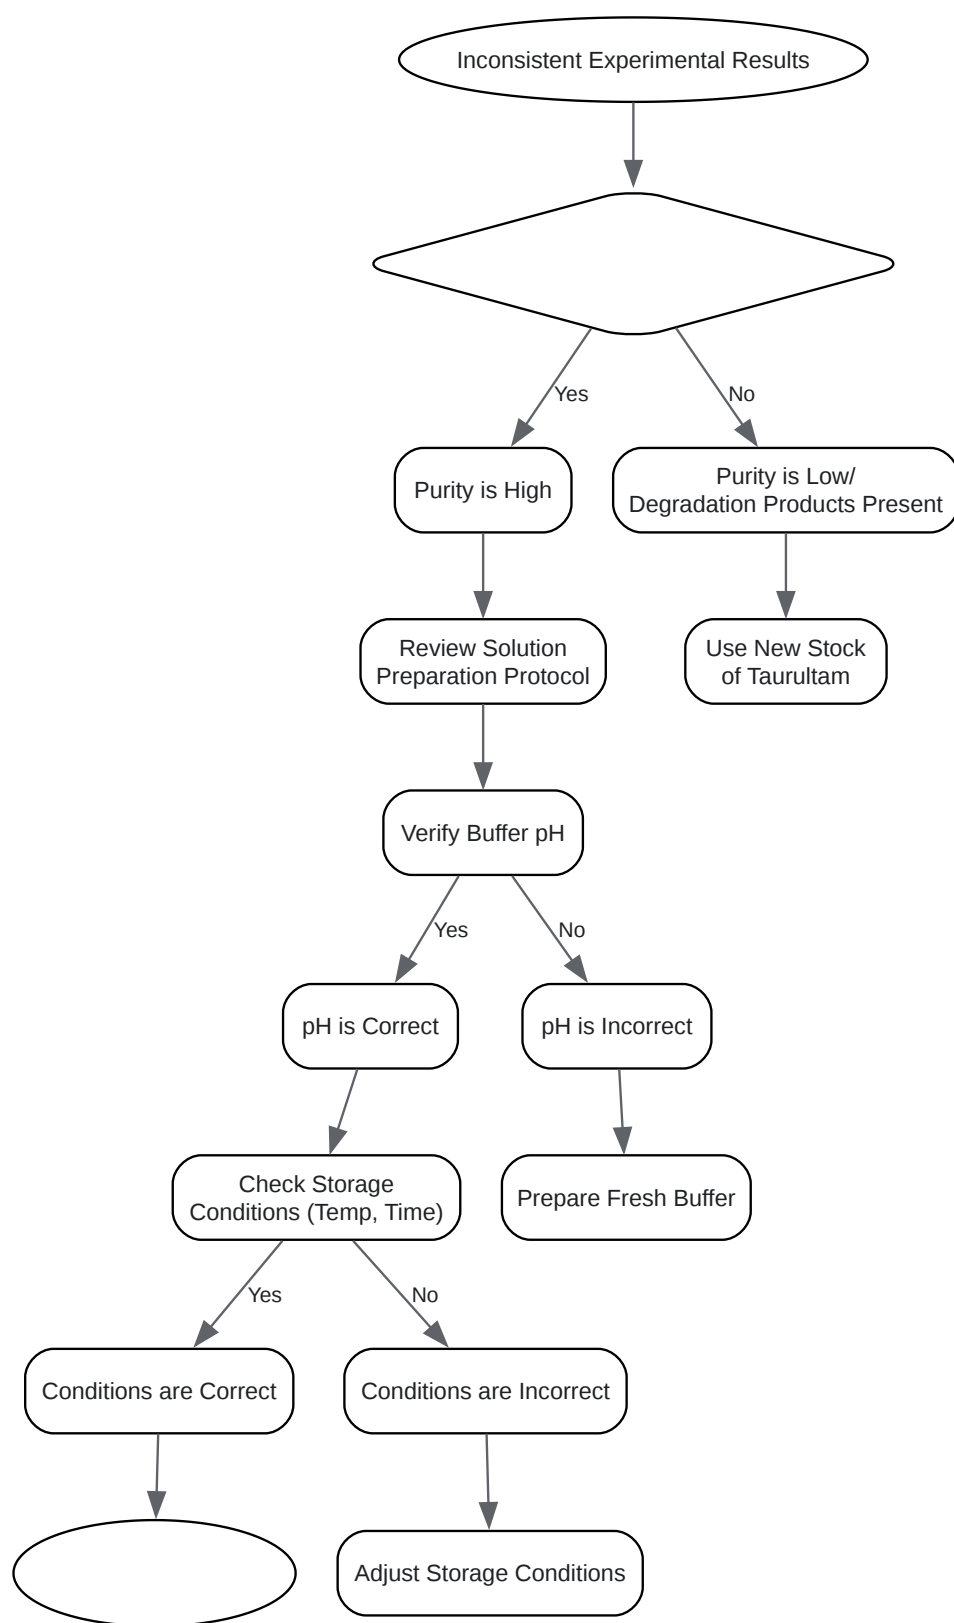 Inconsistent Experimental Results
Yes
No
Purity is High
Purity is Low/
Degradation Products Present
Review Solution
Preparation Protocol
Use New Stock
of Taurultam
Verify Buffer pH
Yes
No
pH is Correct
pH is Incorrect
Check Storage
Conditions (Temp, Time)
Prepare Fresh Buffer
Yes
No
Conditions are Correct
Conditions are Incorrect
Adjust Storage Conditions